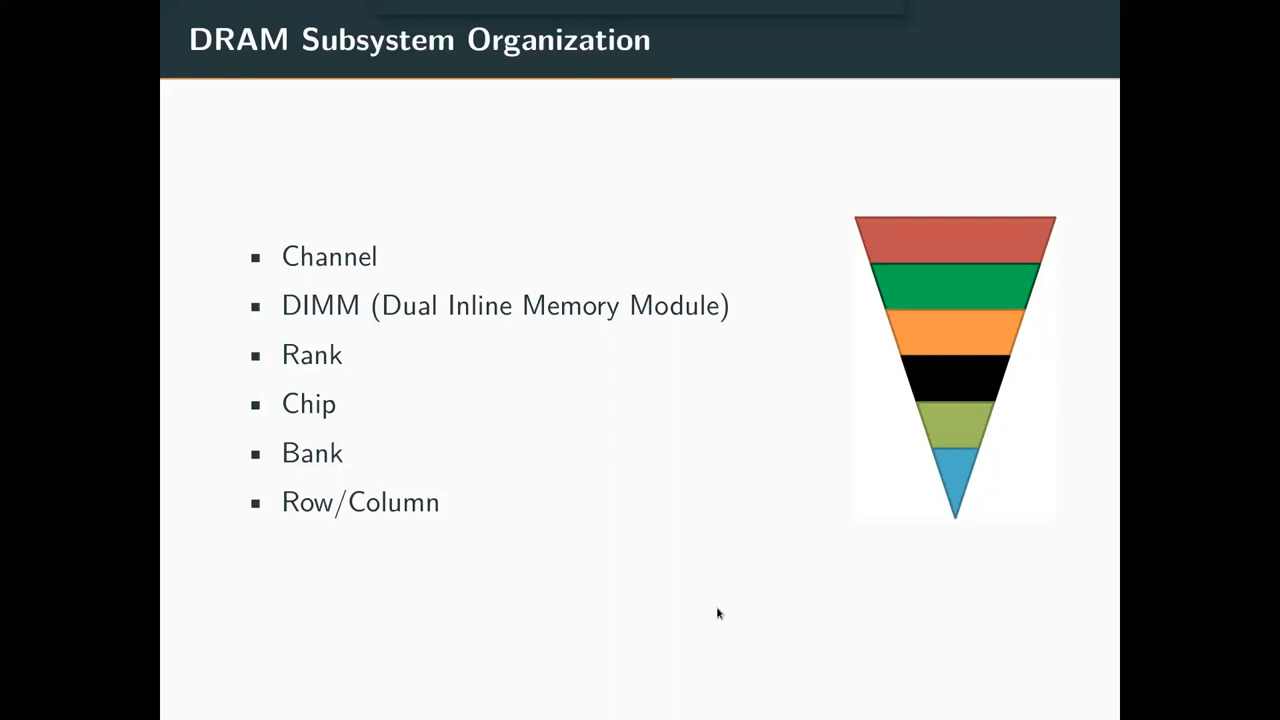 DRAM Subsystem Organization
▪ Channel
▪ DIMM (Dual Inline Memory Module)
▪ Rank
▪ Chip
▪ Bank
▪ Row/Column